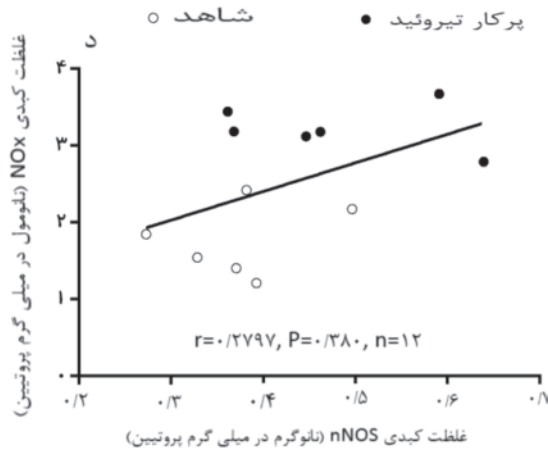 شاهد پرکار تیروئید
د
غلظت کبدی NOx (نانومول در میلی گرم پروتیین)
۴
۳
۲
۱
۰
r=۰/۲۷۹۷, P=۰/۳۸۰, n=۱۲
۰/۲ ۰/۳ ۰/۴ ۰/۵ ۰/۶ ۰/۷
غلظت کبدی nNOS (نانوگرم در میلی گرم پروتیین)